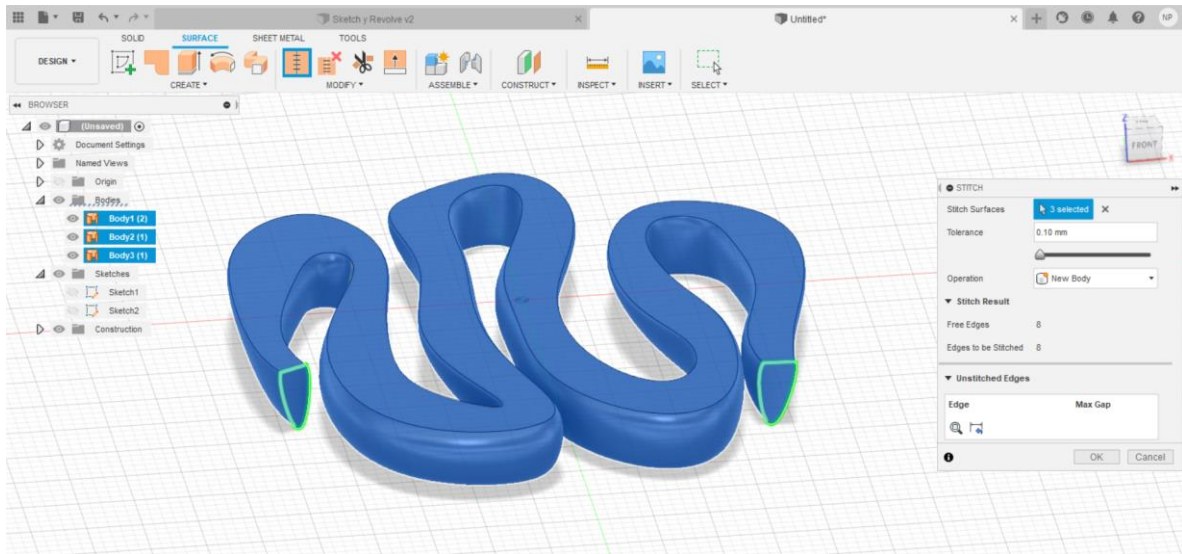 Sketch y Revolve v2
Untitled*
NP
SOLID SURFACE SHEET METAL TOOLS
DESIGN
CREATE MODIFY ASSEMBLE CONSTRUCT INSPECT INSERT SELECT
BROWSER
(Unsaved)
Document Settings
Named Views
Origin
Bodies
Body1 (2)
Body2 (1)
Body3 (1)
Sketches
Sketch1
Sketch2
Construction
Z
FRONT
X
STITCH
Stitch Surfaces 3 selected
Tolerance 0.10 mm
Operation New Body
Stitch Result
Free Edges 8
Edges to be Stitched 8
Unstitched Edges
Edge Max Gap
OK Cancel